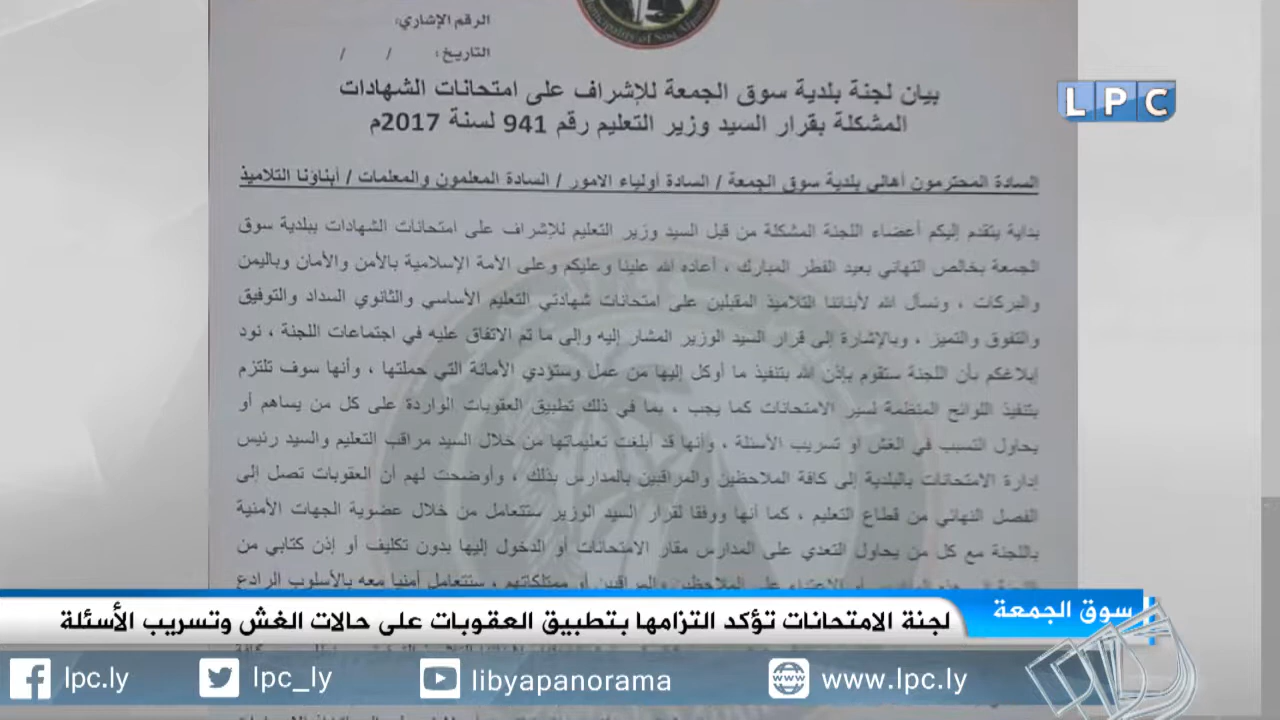 Municipality of
الرقم الإشاري:
التاريخ: / /
بيان لجنة بلدية سوق الجمعة للإشراف على امتحانات الشهادات
المشكلة بقرار السيد وزير التعليم رقم 941 لسنة 2017م
LPC
السادة المحترمون أهالي بلدية سوق الجمعة / السادة أولياء الامور / السادة المعلمون والمعلمات / أبناؤنا التلاميذ
بداية يتقدم إليكم أعضاء اللجنة المشكلة من قبل السيد وزير التعليم للإشراف على امتحانات الشهادات ببلدية سوق
الجمعة بخالص التهاني بعيد الفطر المبارك ، أعاده الله علينا وعليكم وعلى الأمة الإسلامية بالأمن والأمان وباليمن
والبركات ، ونسأل الله لأبنائنا التلاميذ المقبلين على امتحانات شهادتي التعليم الأساسي والثانوي السداد والتوفيق
والتفوق والتميز ، وبالإشارة إلى قرار السيد الوزير المشار إليه وإلى ما تم الاتفاق عليه في اجتماعات اللجنة ، نود
إبلاغكم بأن اللجنة ستقوم بإذن الله بتنفيذ ما أوكل إليها من عمل وستؤدي الأمانة التي حملتها ، وأنها سوف تلتزم
بتنفيذ اللوائح المنظمة لسير الامتحانات كما يجب ، بما في ذلك تطبيق العقوبات الواردة على كل من يساهم أو
يحاول التسبب في الغش او تسريب الأسئلة ، وأنها قد أبلغت تعليماتها من خلال السيد مراقب التعليم والسيد رئيس
إدارة الامتحانات بالبلدية إلى كافة الملاحظين والمراقبين بالمدارس بذلك ، وأوضحت لهم أن العقوبات تصل إلى
الفصل النهائي من قطاع التعليم ، كما أنها ووفقا لقرار السيد الوزير ستتعامل من خلال عضوية الجهات الأمنية
باللجنة مع كل من يحاول التعدي على المدارس مقار الامتحانات أو الدخول إليها بدون تكليف أو إذن كتابي من
أو الاعتداء على الملاحظين والمراقبين أو ممتلكاتهم ، ستتعامل أمنيا معه بالأسلوب الرادع
سوق الجمعة
لجنة الامتحانات تؤكد التزامها بتطبيق العقوبات على حالات الغش وتسريب الأسئلة
lpc.ly
lpc_ly
libyapanorama
www.lpc.ly